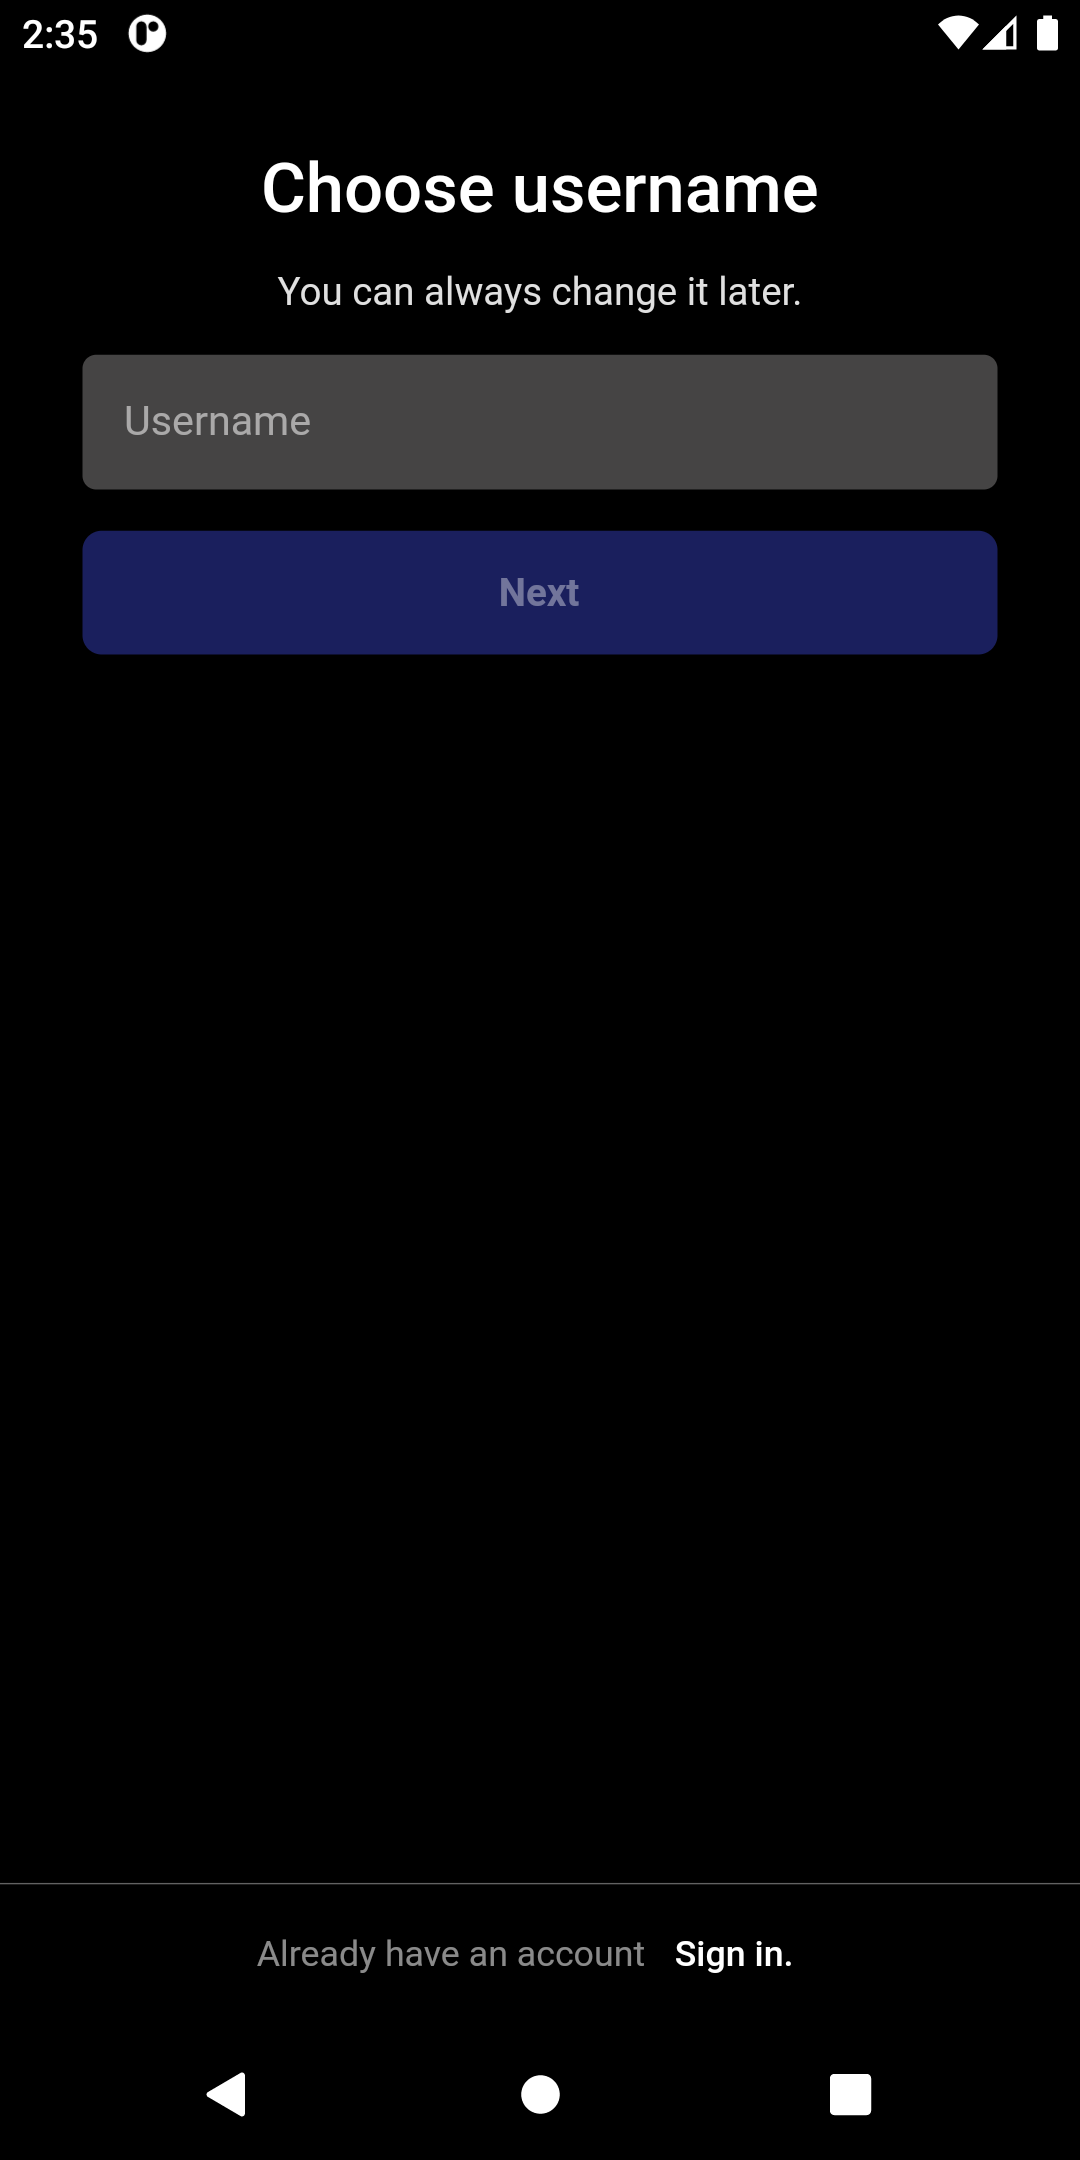 2:35
Choose username
You can always change it later.
Username
Next
Already have an account Sign in.